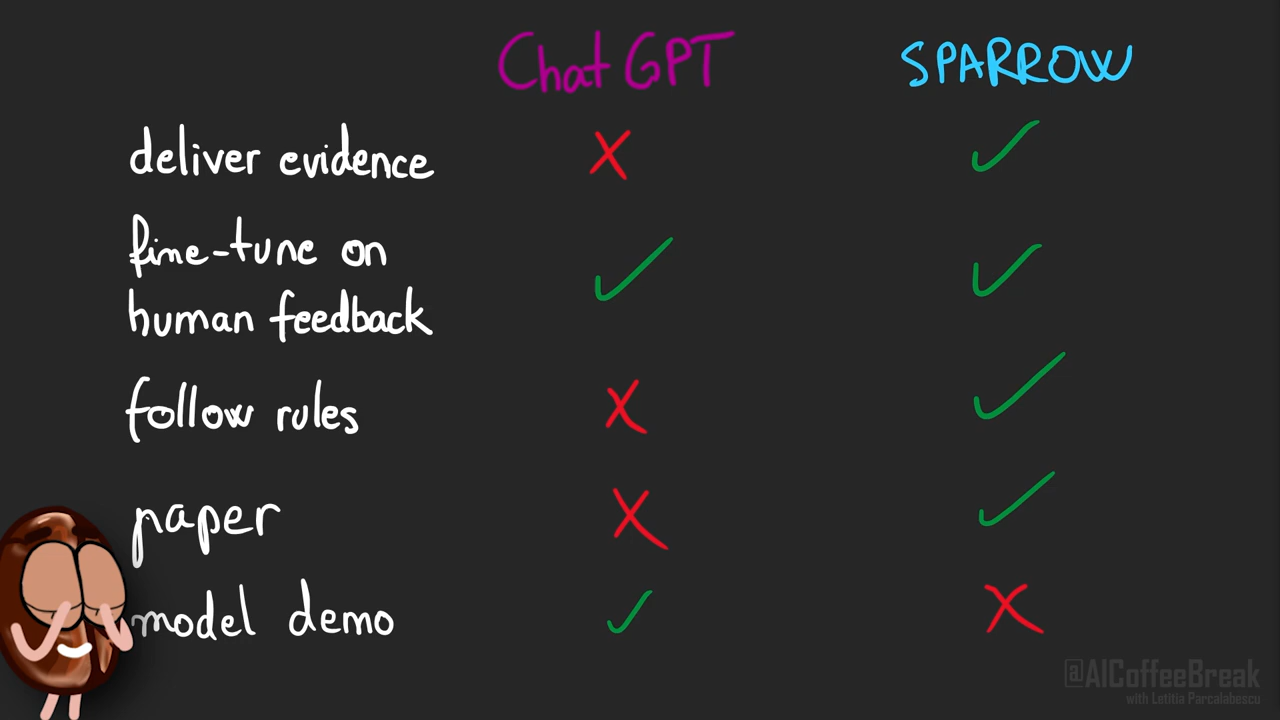 Chat GPT SPARROW
deliver evidence
fine-tune on
human feedback
follow rules
paper
model demo
@AICoffeeBreak
with Letitia Parcalabescu